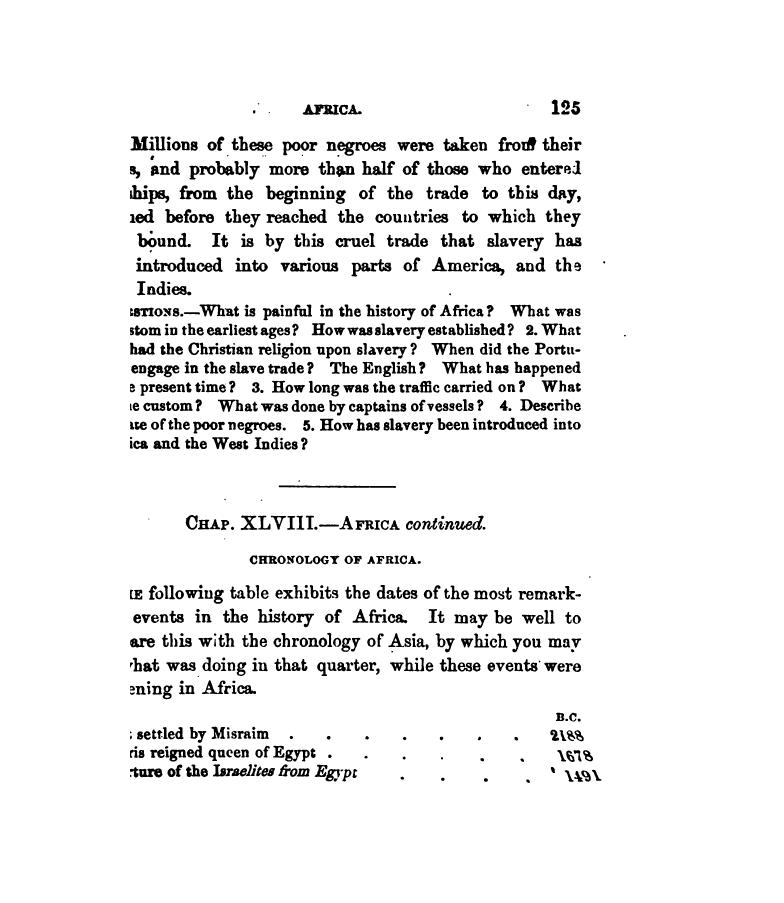 AFRICA. 125
Millions of these poor negroes were taken from their
s, and probably more than half of those who entered
ships, from the beginning of the trade to this day,
ied before they reached the countries to which they
bound. It is by this cruel trade that slavery has
introduced into various parts of America, and the
Indies.
STIONS.—What is painful in the history of Africa? What was
stom in the earliest ages? How was slavery established? 2. What
had the Christian religion upon slavery? When did the Portu-
engage in the slave trade? The English? What has happened
e present time? 3. How long was the traffic carried on? What
e custom? What was done by captains of vessels? 4. Describe
te of the poor negroes. 5. How has slavery been introduced into
ica and the West Indies?
CHAP. XLVIII.—AFRICA continued.
CHRONOLOGY OF AFRICA.
E following table exhibits the dates of the most remark-
events in the history of Africa. It may be well to
are this with the chronology of Asia, by which you may
hat was doing in that quarter, while these events were
ening in Africa.
B.C.
; settled by Misraim . . . . . . . 2188
ris reigned queen of Egypt . . . . . . 1678
ture of the Israelites from Egypt . . . . 1491